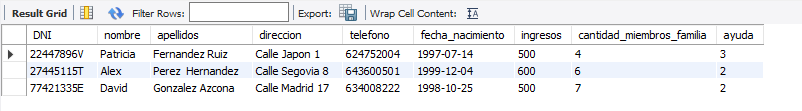 Result Grid Filter Rows: Export: Wrap Cell Content:
DNI nombre apellidos direccion telefono fecha_nacimiento ingresos cantidad_miembros_familia ayuda
22447896V Patricia Fernandez Ruiz Calle Japon 1 624752004 1997-07-14 500 4 3
27445115T Alex Perez Hernandez Calle Segovia 8 643600501 1999-12-04 600 6 2
77421335E David Gonzalez Azcona Calle Madrid 17 634008222 1998-10-25 500 7 2